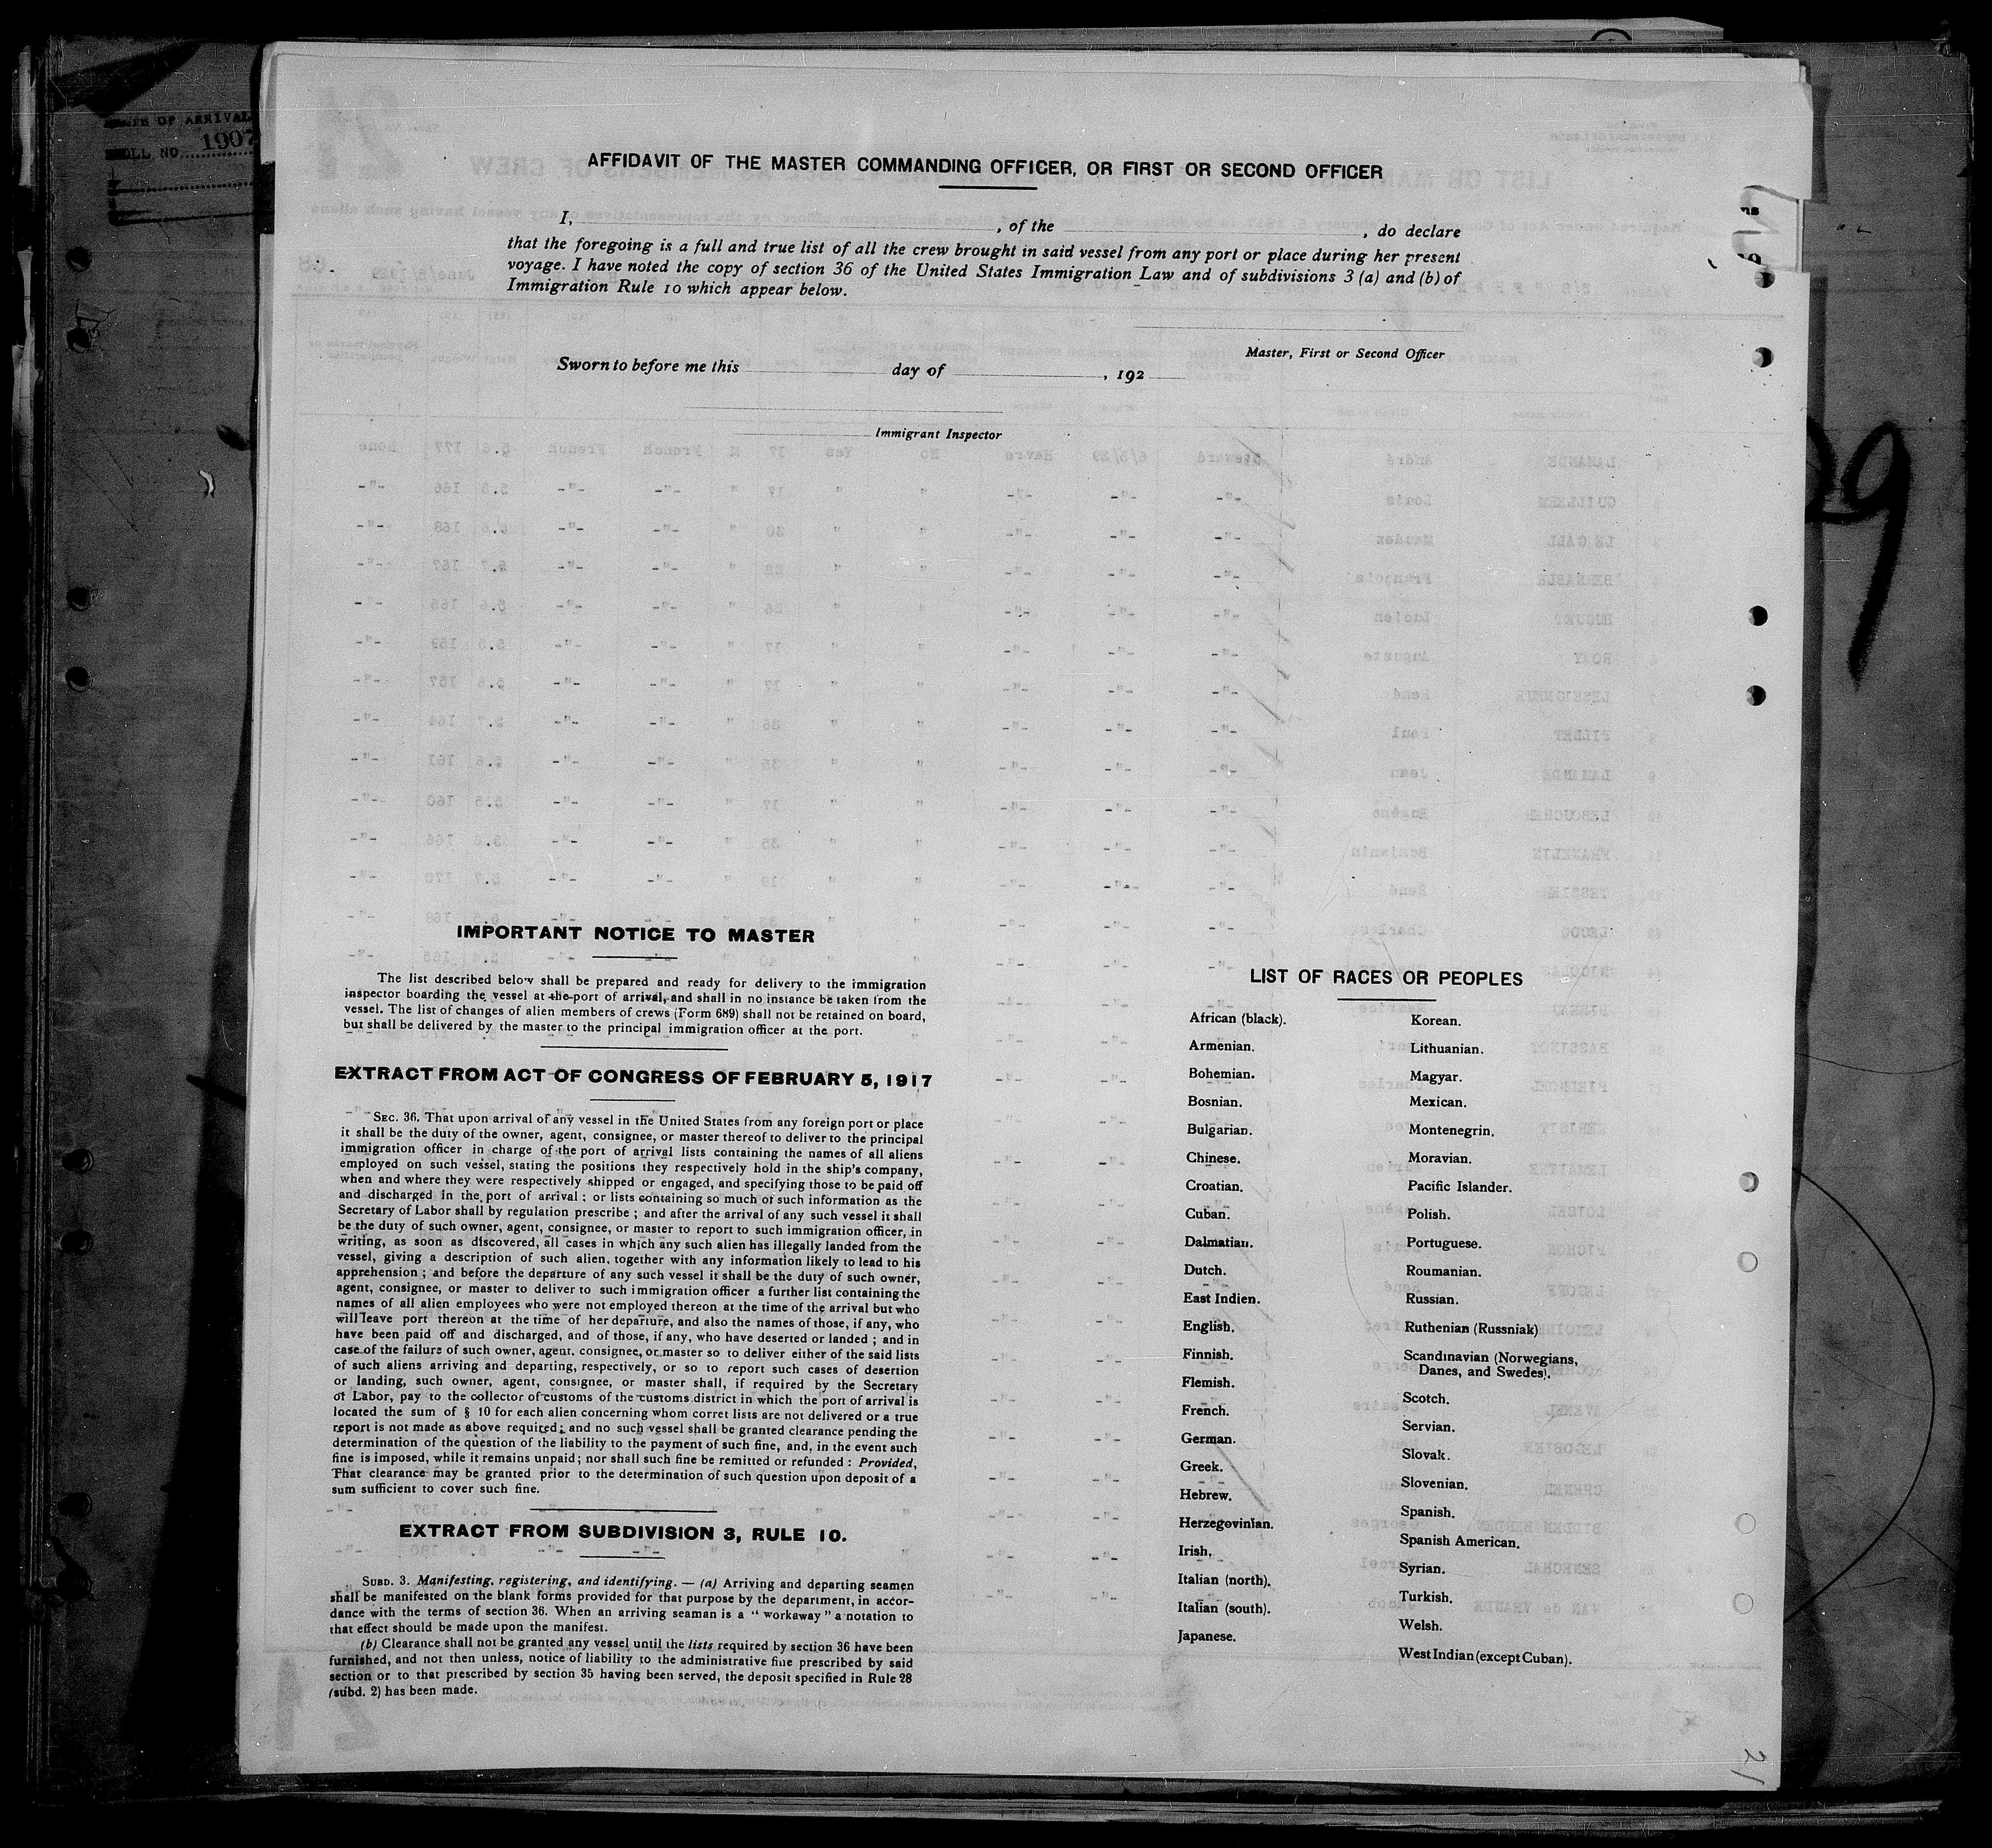 OF ARRIVAL
NO. 1907
AFFIDAVIT OF THE MASTER COMMANDING OFFICER, OR FIRST OR SECOND OFFICER
I, , of the , do declare
that the foregoing is a full and true list of all the crew brought in said vessel from any port or place during her present
voyage. I have noted the copy of section 36 of the United States Immigration Law and of subdivisions 3 (a) and (b) of
Immigration Rule 10 which appear below.
Master, First or Second Officer
Sworn to before me this day of , 192
Immigrant Inspector
IMPORTANT NOTICE TO MASTER
The list described below shall be prepared and ready for delivery to the immigration
inspector boarding the vessel at the port of arrival, and shall in no instance be taken from the
vessel. The list of changes of alien members of crews (Form 689) shall not be retained on board,
but shall be delivered by the master to the principal immigration officer at the port.
EXTRACT FROM ACT OF CONGRESS OF FEBRUARY 5, 1917
SEC. 36. That upon arrival of any vessel in the United States from any foreign port or place
it shall be the duty of the owner, agent, consignee, or master thereof to deliver to the principal
immigration officer in charge of the port of arrival lists containing the names of all aliens
employed on such vessel, stating the positions they respectively hold in the ship's company,
when and where they were respectively shipped or engaged, and specifying those to be paid off
and discharged in the port of arrival ; or lists containing so much of such information as the
Secretary of Labor shall by regulation prescribe ; and after the arrival of any such vessel it shall
be the duty of such owner, agent, consignee, or master to report to such immigration officer, in
writing, as soon as discovered, all cases in which any such alien has illegally landed from the
vessel, giving a description of such alien, together with any information likely to lead to his
apprehension ; and before the departure of any such vessel it shall be the duty of such owner,
agent, consignee, or master to deliver to such immigration officer a further list containing the
names of all alien employees who were not employed thereon at the time of the arrival but who
will leave port thereon at the time of her departure, and also the names of those, if any, who
have been paid off and discharged, and of those, if any, who have deserted or landed ; and in
case of the failure of such owner, agent, consignee, or master so to deliver either of the said lists
of such aliens arriving and departing, respectively, or so to report such cases of desertion
or landing, such owner, agent, consignee, or master shall, if required by the Secretary
of Labor, pay to the collector of customs of the customs district in which the port of arrival is
located the sum of § 10 for each alien concerning whom corret lists are not delivered or a true
report is not made as above required; and no such vessel shall be granted clearance pending the
determination of the question of the liability to the payment of such fine, and, in the event such
fine is imposed, while it remains unpaid; nor shall such fine be remitted or refunded : Provided,
That clearance may be granted prior to the determination of such question upon deposit of a
sum sufficient to cover such fine.
EXTRACT FROM SUBDIVISION 3, RULE 10.
SUBD. 3. Manifesting, registering, and identifying. — (a) Arriving and departing seamen
shall be manifested on the blank forms provided for that purpose by the department, in accor-
dance with the terms of section 36. When an arriving seaman is a “ workaway ” a notation to
that effect should be made upon the manifest.
(b) Clearance shall not be granted any vessel until the lists required by section 36 have been
furnished, and not then unless, notice of liability to the administrative fine prescribed by said
section or to that prescribed by section 35 having been served, the deposit specified in Rule 28
(subd. 2) has been made.
LIST OF RACES OR PEOPLES
African (black).
Armenian.
Bohemian.
Bosnian.
Bulgarian.
Chinese.
Croatian.
Cuban.
Dalmatian.
Dutch.
East Indien.
English.
Finnish.
Flemish.
French.
German.
Greek.
Hebrew.
Herzegovinian.
Irish.
Italian (north).
Italian (south).
Japanese.
Korean.
Lithuanian.
Magyar.
Mexican.
Montenegrin.
Moravian.
Pacific Islander.
Polish.
Portuguese.
Roumanian.
Russian.
Ruthenian (Russniak)
Scandinavian (Norwegians,
Danes, and Swedes).
Scotch.
Servian.
Slovak.
Slovenian.
Spanish.
Spanish American.
Syrian.
Turkish.
Welsh.
West Indian (except Cuban).